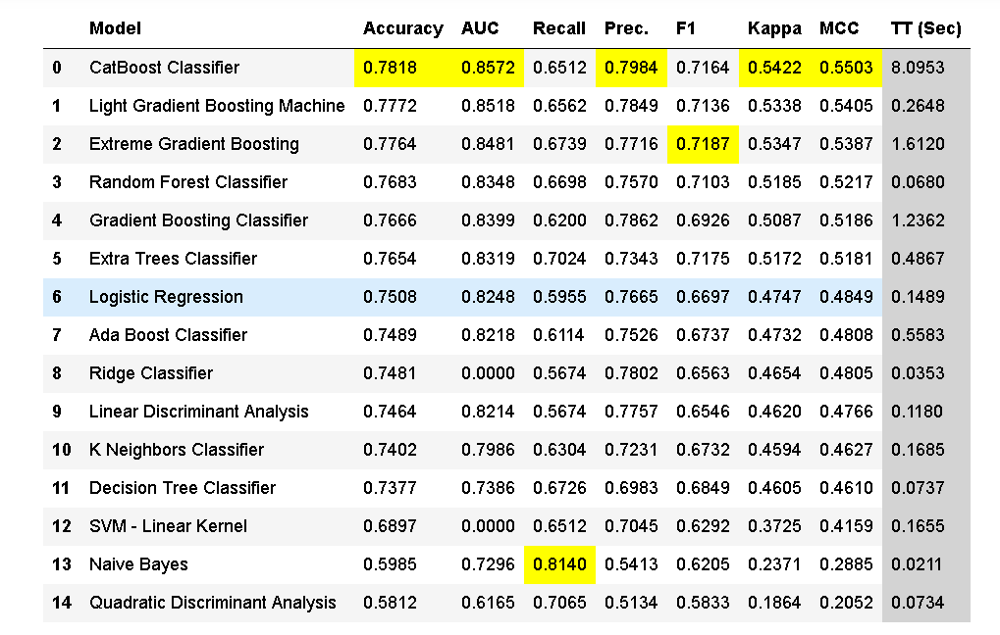 Model Accuracy AUC Recall Prec. F1 Kappa MCC TT (Sec)
0 CatBoost Classifier 0.7818 0.8572 0.6512 0.7984 0.7164 0.5422 0.5503 8.0953
1 Light Gradient Boosting Machine 0.7772 0.8518 0.6562 0.7849 0.7136 0.5338 0.5405 0.2648
2 Extreme Gradient Boosting 0.7764 0.8481 0.6739 0.7716 0.7187 0.5347 0.5387 1.6120
3 Random Forest Classifier 0.7683 0.8348 0.6698 0.7570 0.7103 0.5185 0.5217 0.0680
4 Gradient Boosting Classifier 0.7666 0.8399 0.6200 0.7862 0.6926 0.5087 0.5186 1.2362
5 Extra Trees Classifier 0.7654 0.8319 0.7024 0.7343 0.7175 0.5172 0.5181 0.4867
6 Logistic Regression 0.7508 0.8248 0.5955 0.7665 0.6697 0.4747 0.4849 0.1489
7 Ada Boost Classifier 0.7489 0.8218 0.6114 0.7526 0.6737 0.4732 0.4808 0.5583
8 Ridge Classifier 0.7481 0.0000 0.5674 0.7802 0.6563 0.4654 0.4805 0.0353
9 Linear Discriminant Analysis 0.7464 0.8214 0.5674 0.7757 0.6546 0.4620 0.4766 0.1180
10 K Neighbors Classifier 0.7402 0.7986 0.6304 0.7231 0.6732 0.4594 0.4627 0.1685
11 Decision Tree Classifier 0.7377 0.7386 0.6726 0.6983 0.6849 0.4605 0.4610 0.0737
12 SVM - Linear Kernel 0.6897 0.0000 0.6512 0.7045 0.6292 0.3725 0.4159 0.1655
13 Naive Bayes 0.5985 0.7296 0.8140 0.5413 0.6205 0.2371 0.2885 0.0211
14 Quadratic Discriminant Analysis 0.5812 0.6165 0.7065 0.5134 0.5833 0.1864 0.2052 0.0734